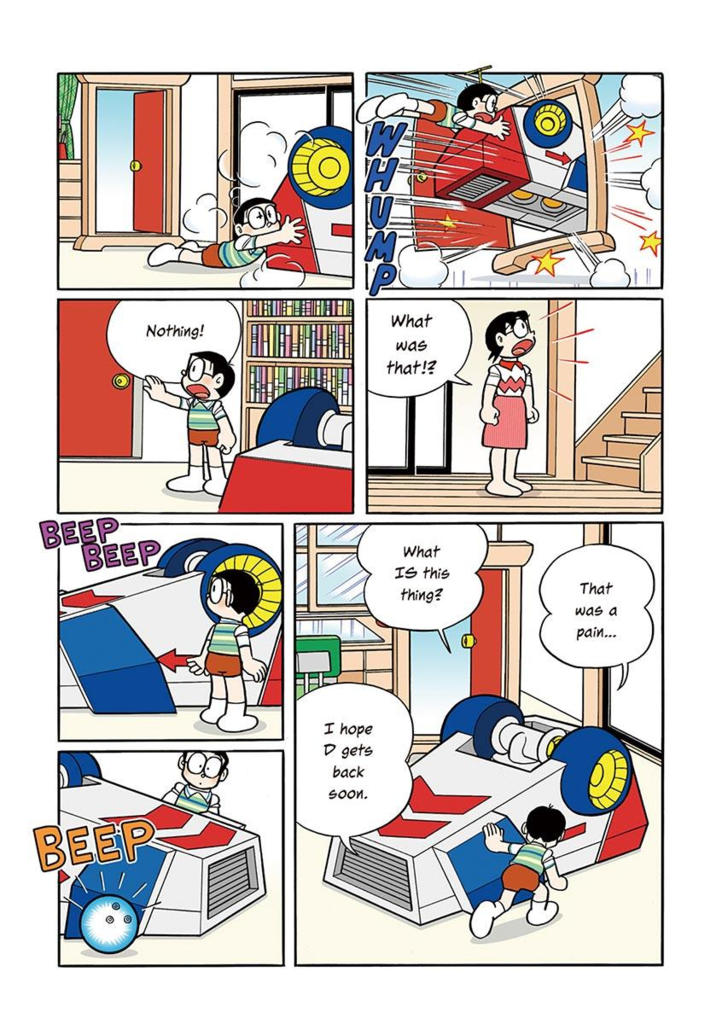 WHUMP
What
was
that!?
Nothing!
That
was a
pain...
What
IS this
thing?
I hope
D gets
back
soon.
BEEP
BEEP
BEEP